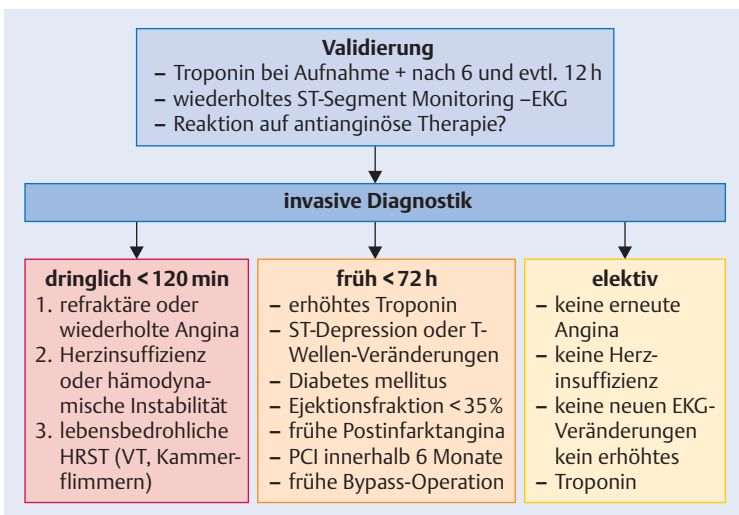 Validierung
– Troponin bei Aufnahme + nach 6 und evtl. 12 h
– wiederholtes ST-Segment Monitoring –EKG
– Reaktion auf antianginöse Therapie?
invasive Diagnostik
dringlich < 120 min
1. refraktäre oder
wiederholte Angina
2. Herzinsuffizienz
oder hämodyna-
mische Instabilität
3. lebensbedrohliche
HRST (VT, Kammer-
flimmern)
früh < 72 h
– erhöhtes Troponin
– ST-Depression oder T-
Wellen-Veränderungen
– Diabetes mellitus
– Ejektionsfraktion < 35 %
– frühe Postinfarktangina
– PCI innerhalb 6 Monate
– frühe Bypass-Operation
elektiv
– keine erneute
Angina
– keine Herz-
insuffizienz
– keine neuen EKG-
Veränderungen
kein erhöhtes
– Troponin